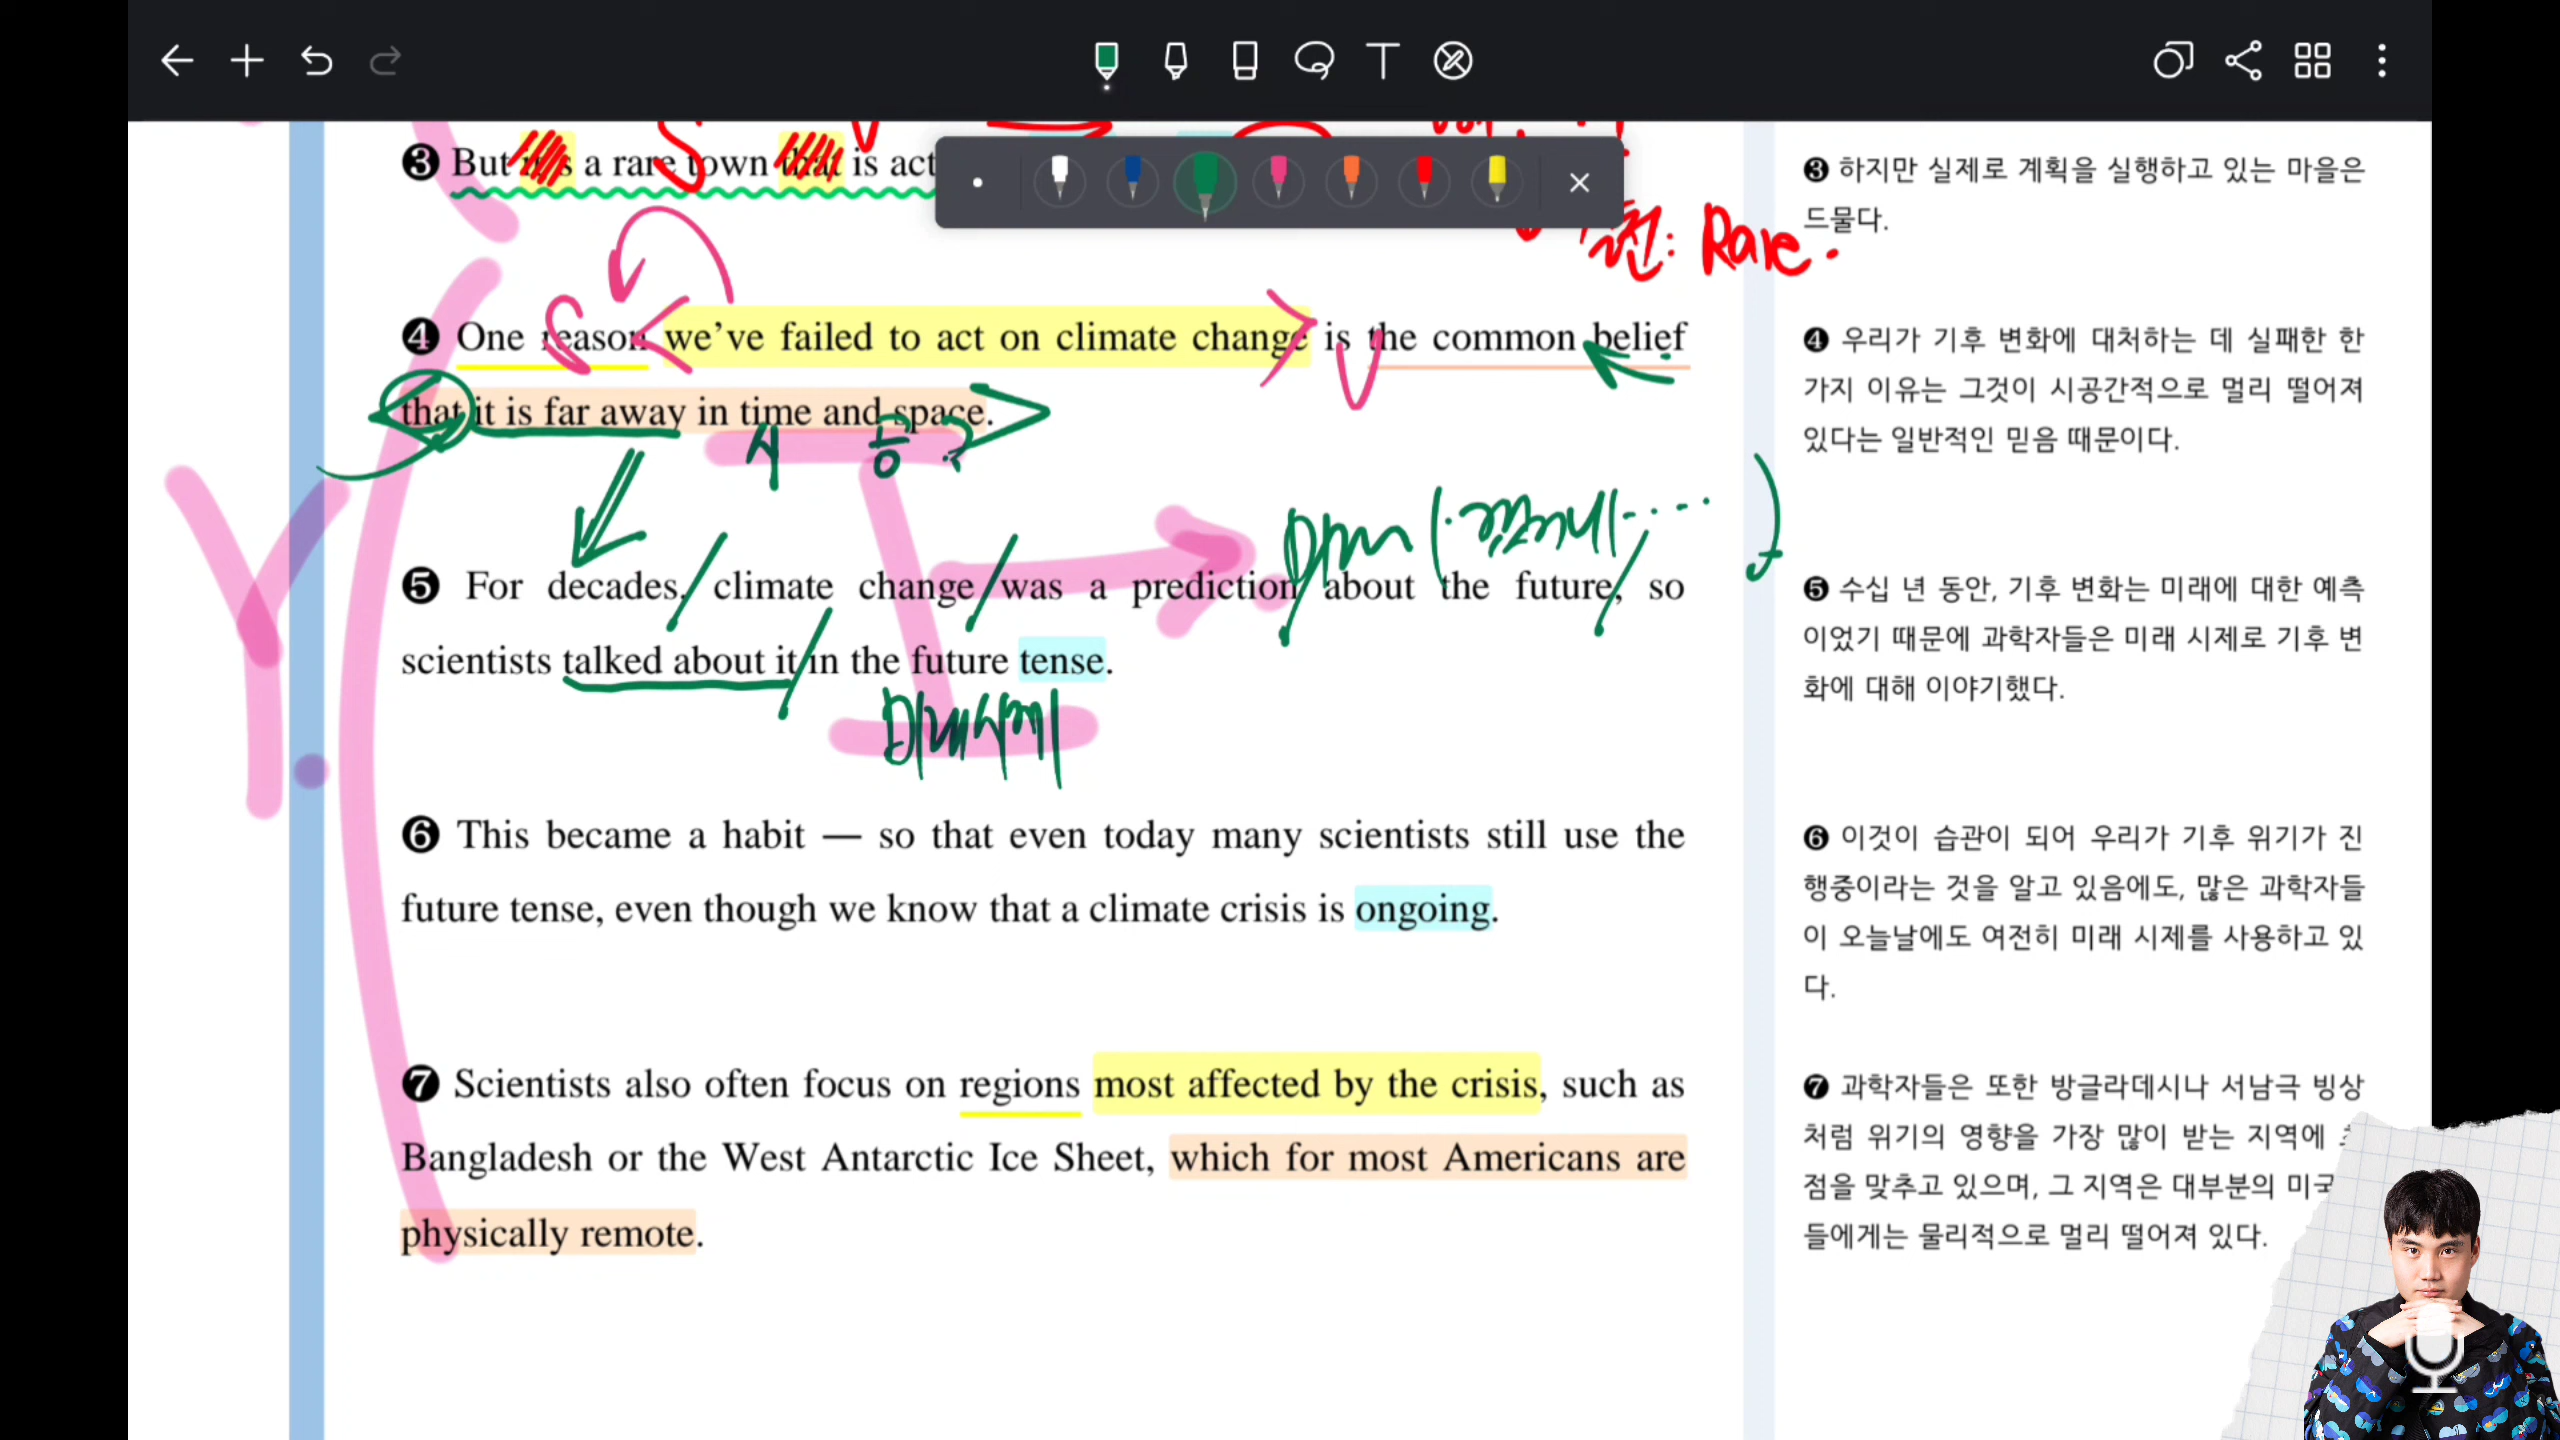 ❸ But is a rare town that is act
❸ 하지만 실제로 계획을 실행하고 있는 마을은
드물다.
S V
Rare.
❹ One reason we've failed to act on climate change is the common belief
that it is far away in time and space.
S V
❹ 우리가 기후 변화에 대처하는 데 실패한 한
가지 이유는 그것이 시공간적으로 멀리 떨어져
있다는 일반적인 믿음 때문이다.
❺ For decades, climate change was a prediction about the future, so
scientists talked about it in the future tense.
미래시제
❺ 수십 년 동안, 기후 변화는 미래에 대한 예측
이었기 때문에 과학자들은 미래 시제로 기후 변
화에 대해 이야기했다.
Y.
❻ This became a habit — so that even today many scientists still use the
future tense, even though we know that a climate crisis is ongoing.
❻ 이것이 습관이 되어 우리가 기후 위기가 진
행중이라는 것을 알고 있음에도, 많은 과학자들
이 오늘날에도 여전히 미래 시제를 사용하고 있
다.
❼ Scientists also often focus on regions most affected by the crisis, such as
Bangladesh or the West Antarctic Ice Sheet, which for most Americans are
physically remote.
❼ 과학자들은 또한 방글라데시나 서남극 빙상
처럼 위기의 영향을 가장 많이 받는 지역에
점을 맞추고 있으며, 그 지역은 대부분의 미국
들에게는 물리적으로 멀리 떨어져 있다.